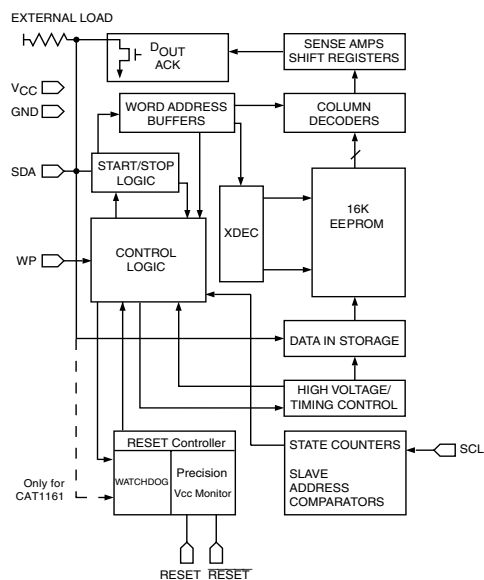 EXTERNAL LOAD
DOUT
ACK
SENSE AMPS
SHIFT REGISTERS
VCC
GND
WORD ADDRESS
BUFFERS
COLUMN
DECODERS
SDA
START/STOP
LOGIC
XDEC
16K
EEPROM
WP
CONTROL
LOGIC
DATA IN STORAGE
HIGH VOLTAGE/
TIMING CONTROL
RESET Controller
WATCHDOG
Precision
Vcc Monitor
STATE COUNTERS
SLAVE
ADDRESS
COMPARATORS
SCL
Only for
CAT1161
RESET RESET